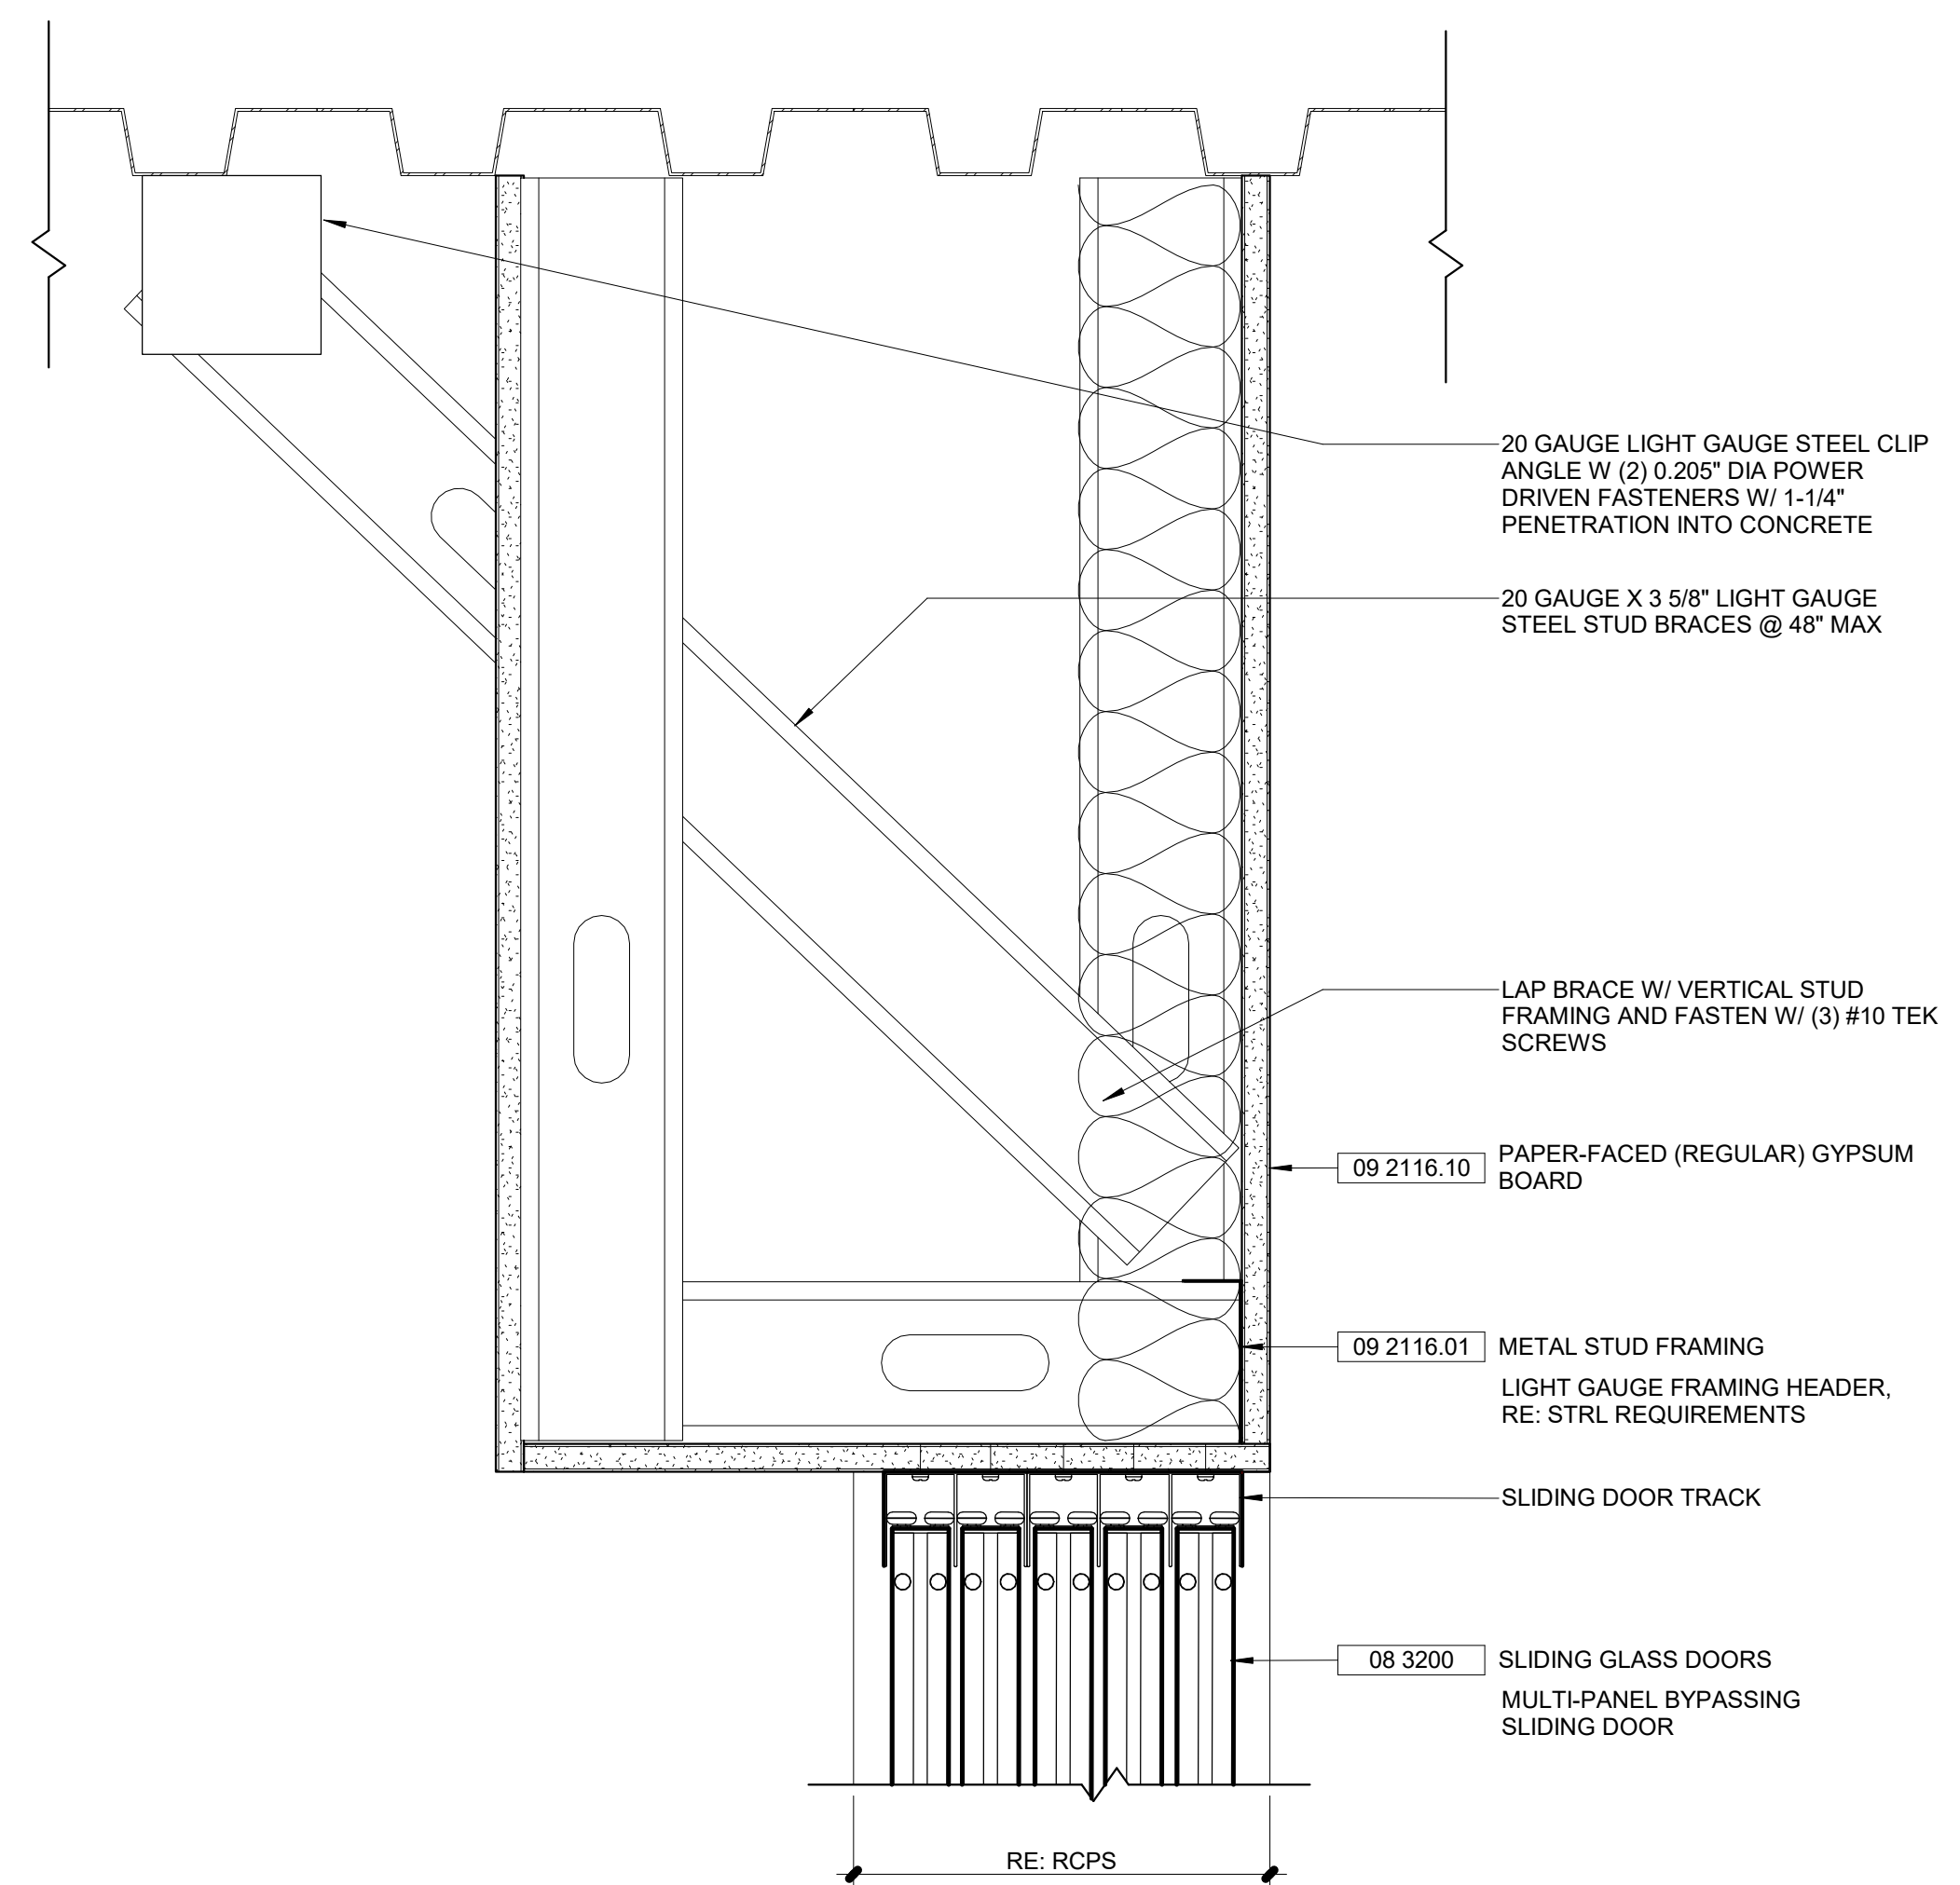 20 GAUGE LIGHT GAUGE STEEL CLIP
ANGLE W (2) 0.205" DIA POWER
DRIVEN FASTENERS W/ 1-1/4"
PENETRATION INTO CONCRETE
20 GAUGE X 3 5/8" LIGHT GAUGE
STEEL STUD BRACES @ 48" MAX
LAP BRACE W/ VERTICAL STUD
FRAMING AND FASTEN W/ (3) #10 TEK
SCREWS
09 2116.10 PAPER-FACED (REGULAR) GYPSUM
BOARD
09 2116.01 METAL STUD FRAMING
LIGHT GAUGE FRAMING HEADER,
RE: STRL REQUIREMENTS
SLIDING DOOR TRACK
08 3200 SLIDING GLASS DOORS
MULTI-PANEL BYPASSING
SLIDING DOOR
RE: RCPS